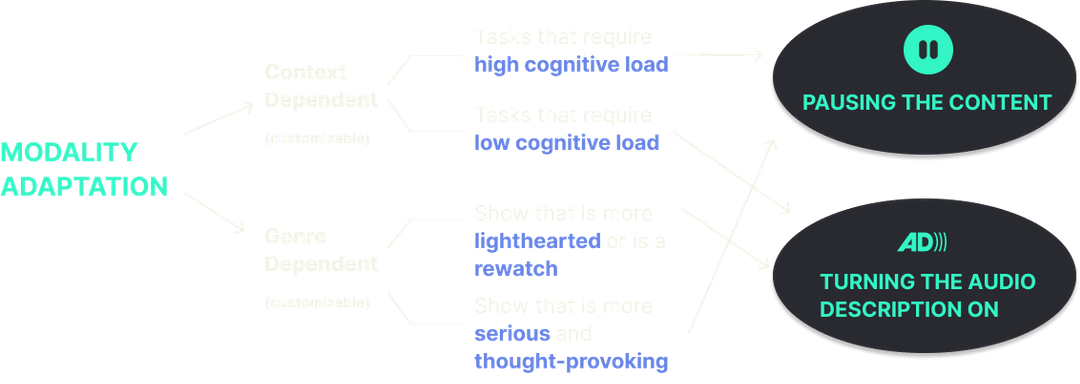 MODALITY
ADAPTATION
Context
Dependent
(customizable)
Tasks that require
high cognitive load
Tasks that require
low cognitive load
Genre
Dependent
(customizable)
Show that is more
lighthearted or is a
rewatch
Show that is more
serious and
thought-provoking
PAUSING THE CONTENT
AD)))
TURNING THE AUDIO
DESCRIPTION ON